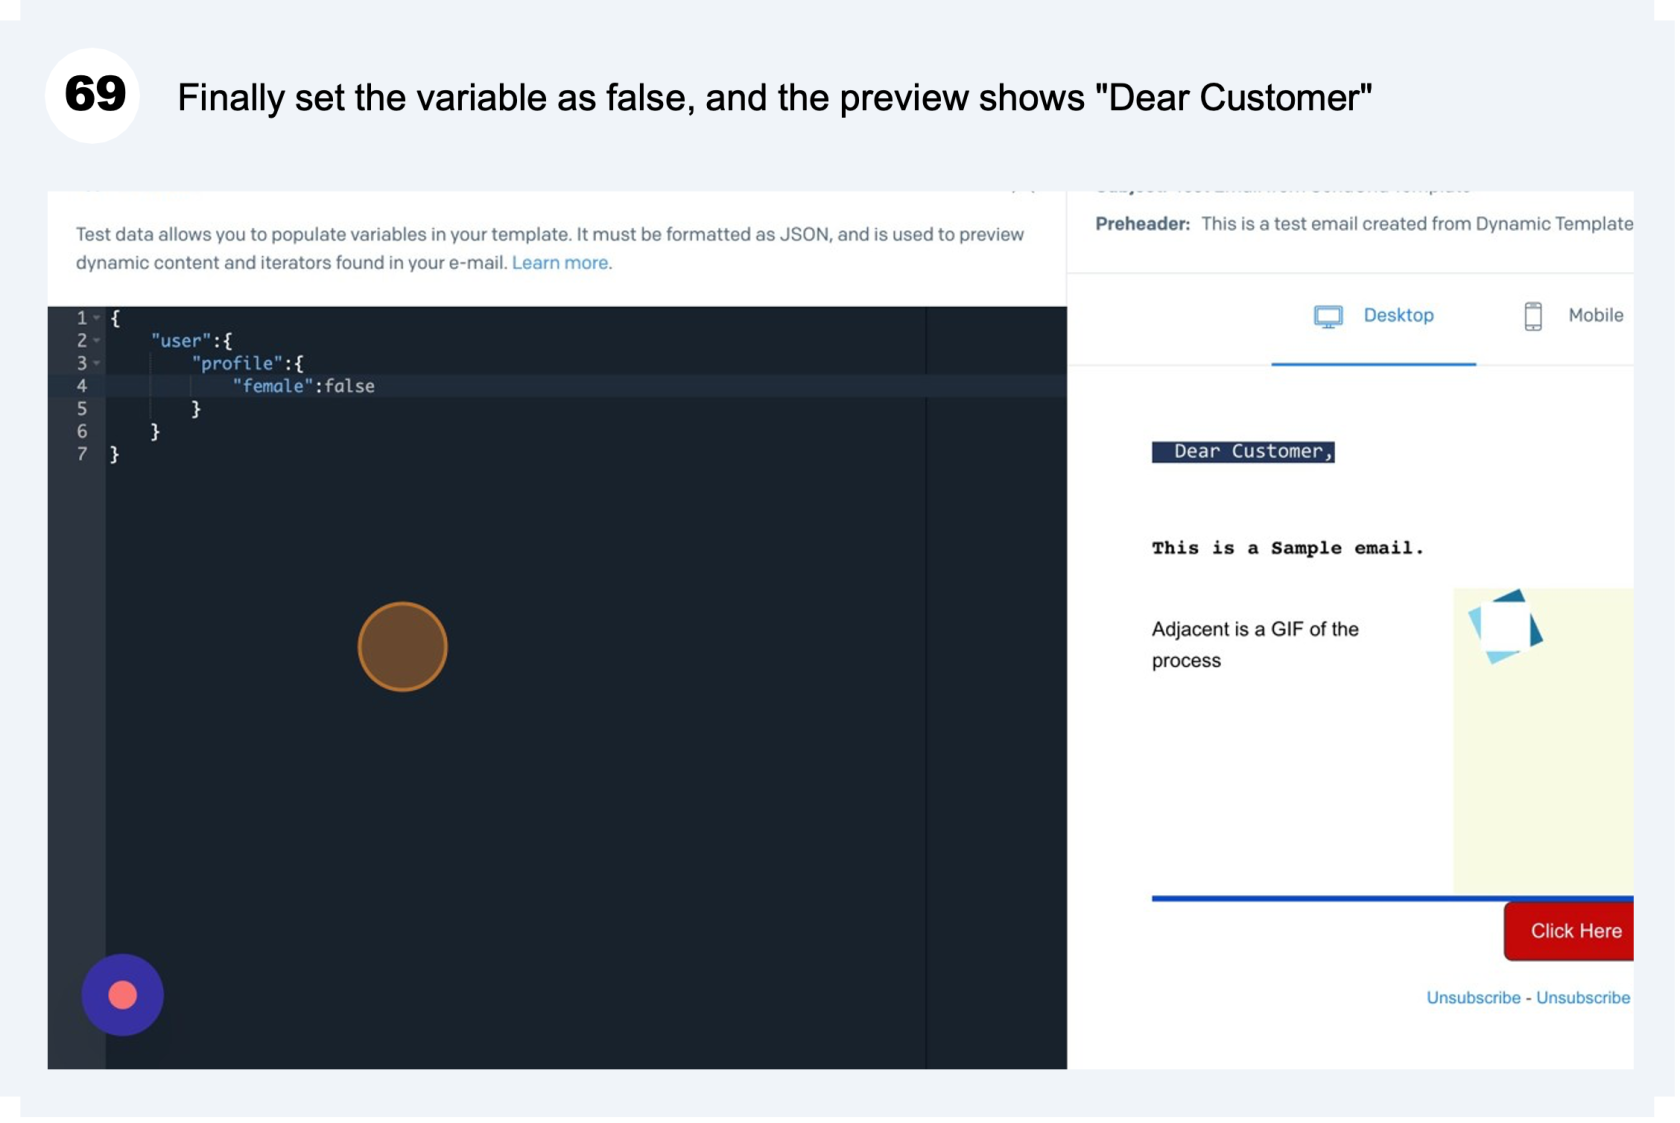 69
Finally set the variable as false, and the preview shows "Dear Customer"
Test data allows you to populate variables in your template. It must be formatted as JSON, and is used to preview
dynamic content and iterators found in your e-mail. Learn more.
1 {
2 "user":{
3 "profile":{
4 "female":false
5 }
6 }
7 }
Preheader: This is a test email created from Dynamic Template
Desktop
Mobile
Dear Customer,
This is a Sample email.
Adjacent is a GIF of the
process
Click Here
Unsubscribe - Unsubscribe